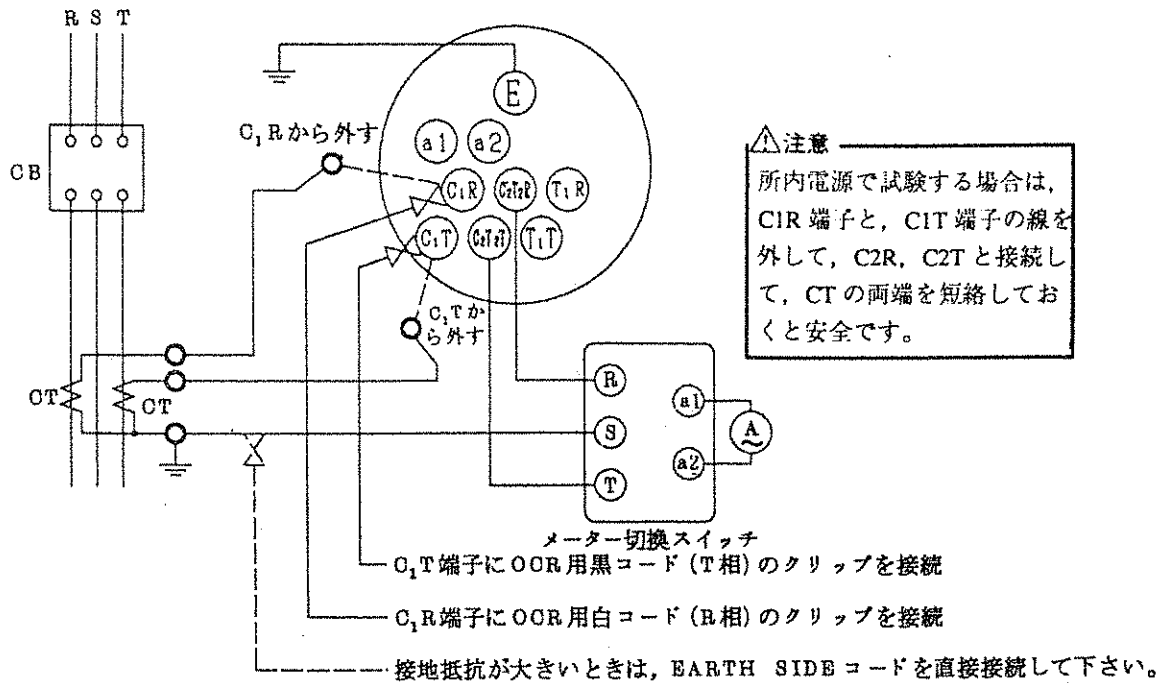 R S T
E
C₁Rから外す
a1 a2
CB
C₁R C₂T₂R T₁R
C₁T C₂T₂T T₁T
C₁Tか
ら外す
⚠注意
所内電源で試験する場合は,
C1R 端子と, C1T 端子の線を
外して, C2R, C2T と接続し
て, CT の両端を短絡してお
くと安全です。
CT CT
R
S
T
a1
a2
A
メーター切換スイッチ
C₁T端子にOCR用黒コード(T相)のクリップを接続
C₁R端子にOCR用白コード(R相)のクリップを接続
接地抵抗が大きいときは, EARTH SIDEコードを直接接続して下さい。